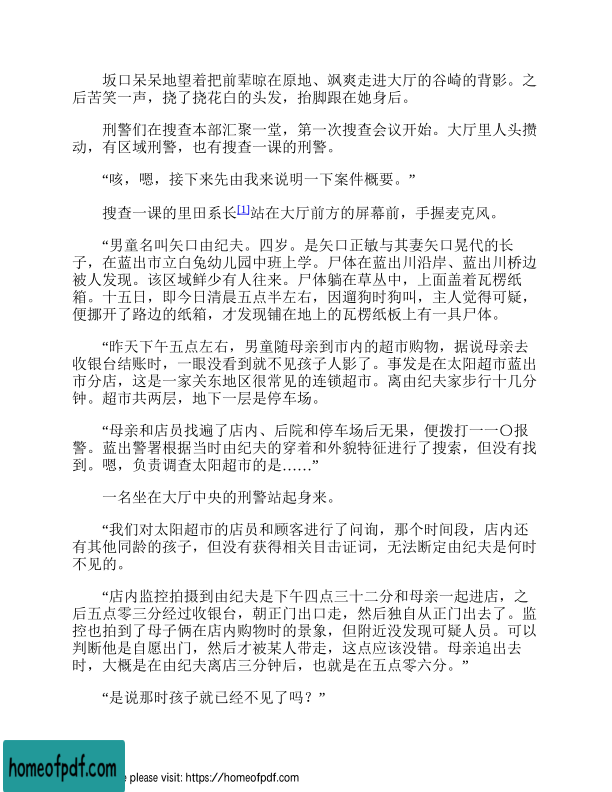 坂口呆呆地望着把前辈晾在原地、飒爽走进大厅的谷崎的背影。之
后苦笑一声，挠了挠花白的头发，抬脚跟在她身后。
刑警们在搜查本部汇聚一堂，第一次搜查会议开始。大厅里人头攒
动，有区域刑警，也有搜查一课的刑警。
“咳，嗯，接下来先由我来说明一下案件概要。”
搜查一课的里田系长[1]站在大厅前方的屏幕前，手握麦克风。
“男童名叫矢口由纪夫。四岁。是矢口正敏与其妻矢口晃代的长
子，在蓝出市立白兔幼儿园中班上学。尸体在蓝出川沿岸、蓝出川桥边
被人发现。该区域鲜少有人往来。尸体躺在草丛中，上面盖着瓦楞纸
箱。十五日，即今日清晨五点半左右，因遛狗时狗叫，主人觉得可疑，
便挪开了路边的纸箱，才发现铺在地上的瓦楞纸板上有一具尸体。
“昨天下午五点左右，男童随母亲到市内的超市购物，据说母亲去
收银台结账时，一眼没看到就不见孩子人影了。事发是在太阳超市蓝出
市分店，这是一家关东地区很常见的连锁超市。离由纪夫家步行十几分
钟。超市共两层，地下一层是停车场。
“母亲和店员找遍了店内、后院和停车场后无果，便拨打一一〇报
警。蓝出警署根据当时由纪夫的穿着和外貌特征进行了搜索，但没有找
到。嗯，负责调查太阳超市的是……”
一名坐在大厅中央的刑警站起身来。
“我们对太阳超市的店员和顾客进行了问询，那个时间段，店内还
有其他同龄的孩子，但没有获得相关目击证词，无法断定由纪夫是何时
不见的。
“店内监控拍摄到由纪夫是下午四点三十二分和母亲一起进店，之
后五点零三分经过收银台，朝正门出口走，然后独自从正门出去了。监
控也拍到了母子俩在店内购物时的景象，但附近没发现可疑人员。可以
判断他是自愿出门，然后才被某人带走，这点应该没错。母亲追出去
时，大概是在由纪夫离店三分钟后，也就是在五点零六分。”
“是说那时孩子就已经不见了吗？”
homeofpdf.com
e please visit: https://homeofpdf.com